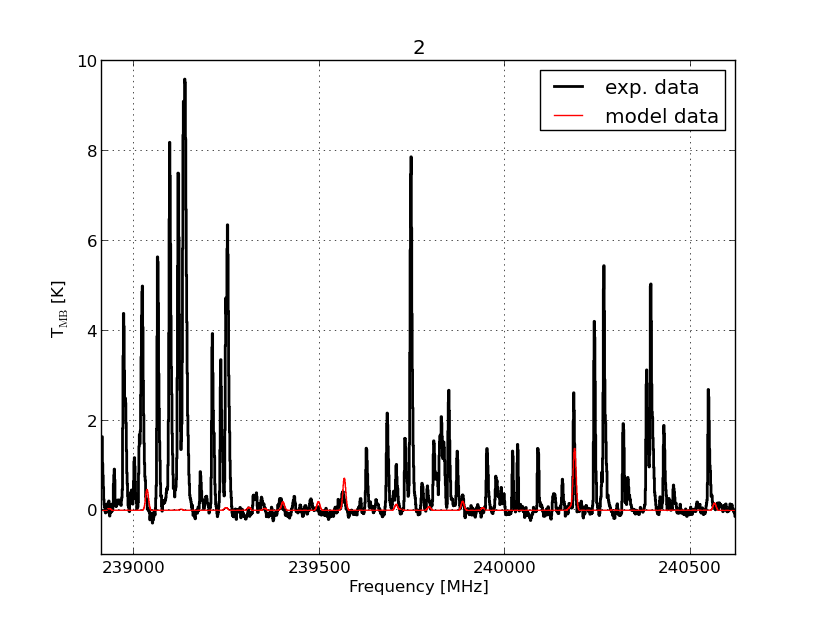 2
10
8
6
4
2
0
T_MB [K]
exp. data
model data
239000 239500 240000 240500
Frequency [MHz]